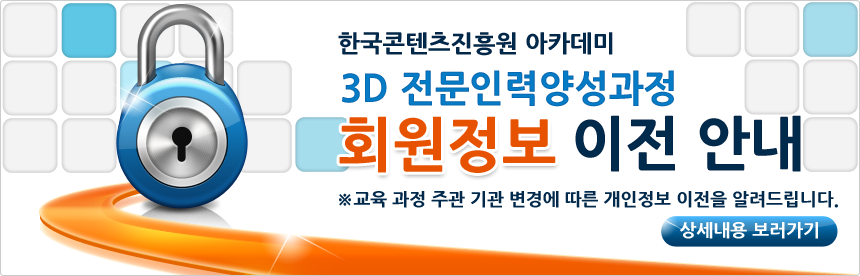 한국콘텐츠진흥원 아카데미
3D 전문인력양성과정
회원정보 이전 안내
※교육 과정 주관 기관 변경에 따른 개인정보 이전을 알려드립니다.
상세내용 보러가기